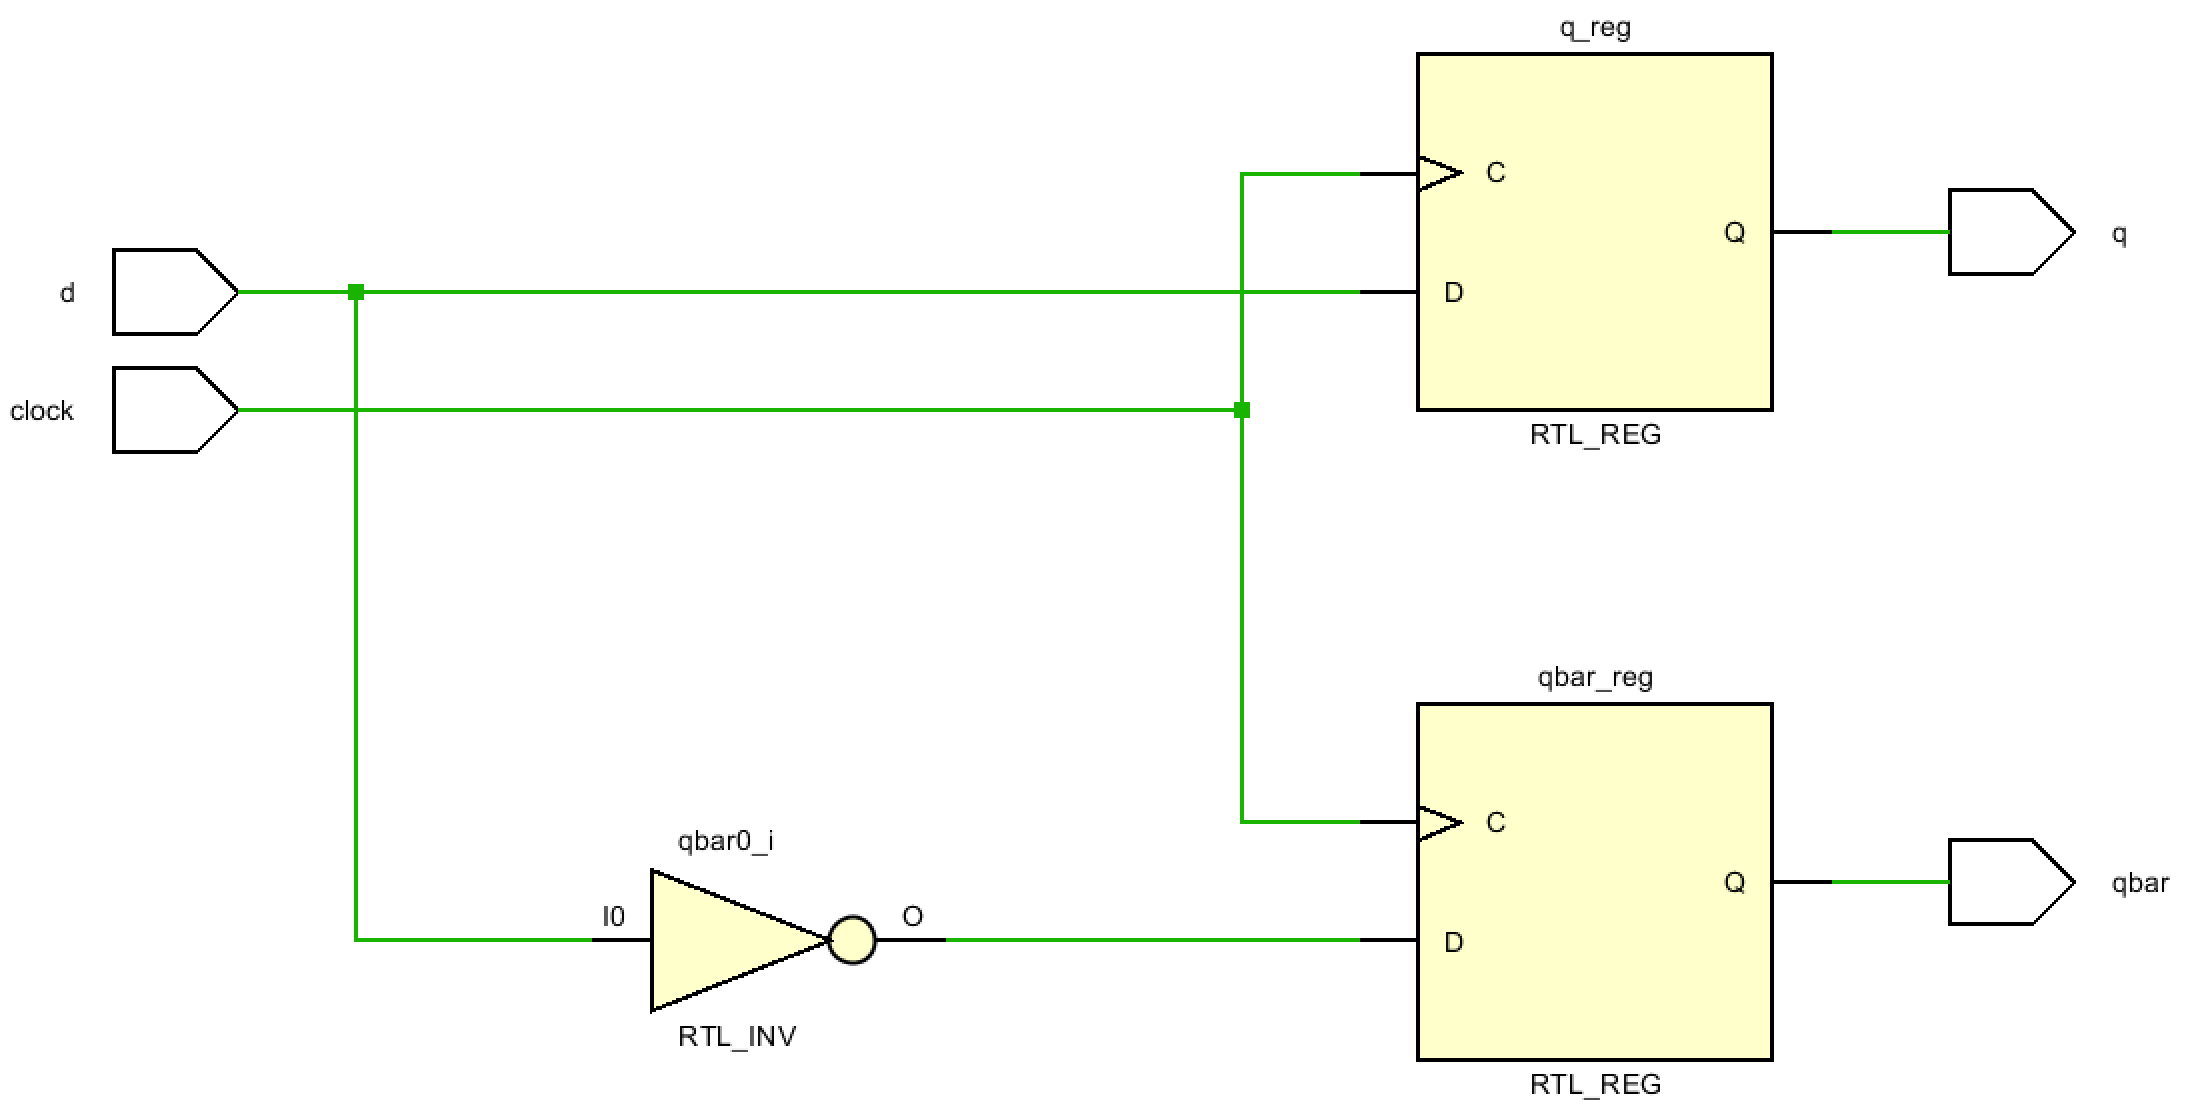 q_reg
C
Q
q
d
D
clock
RTL_REG
qbar_reg
C
qbar0_i
Q
qbar
I0
O
D
RTL_INV
RTL_REG